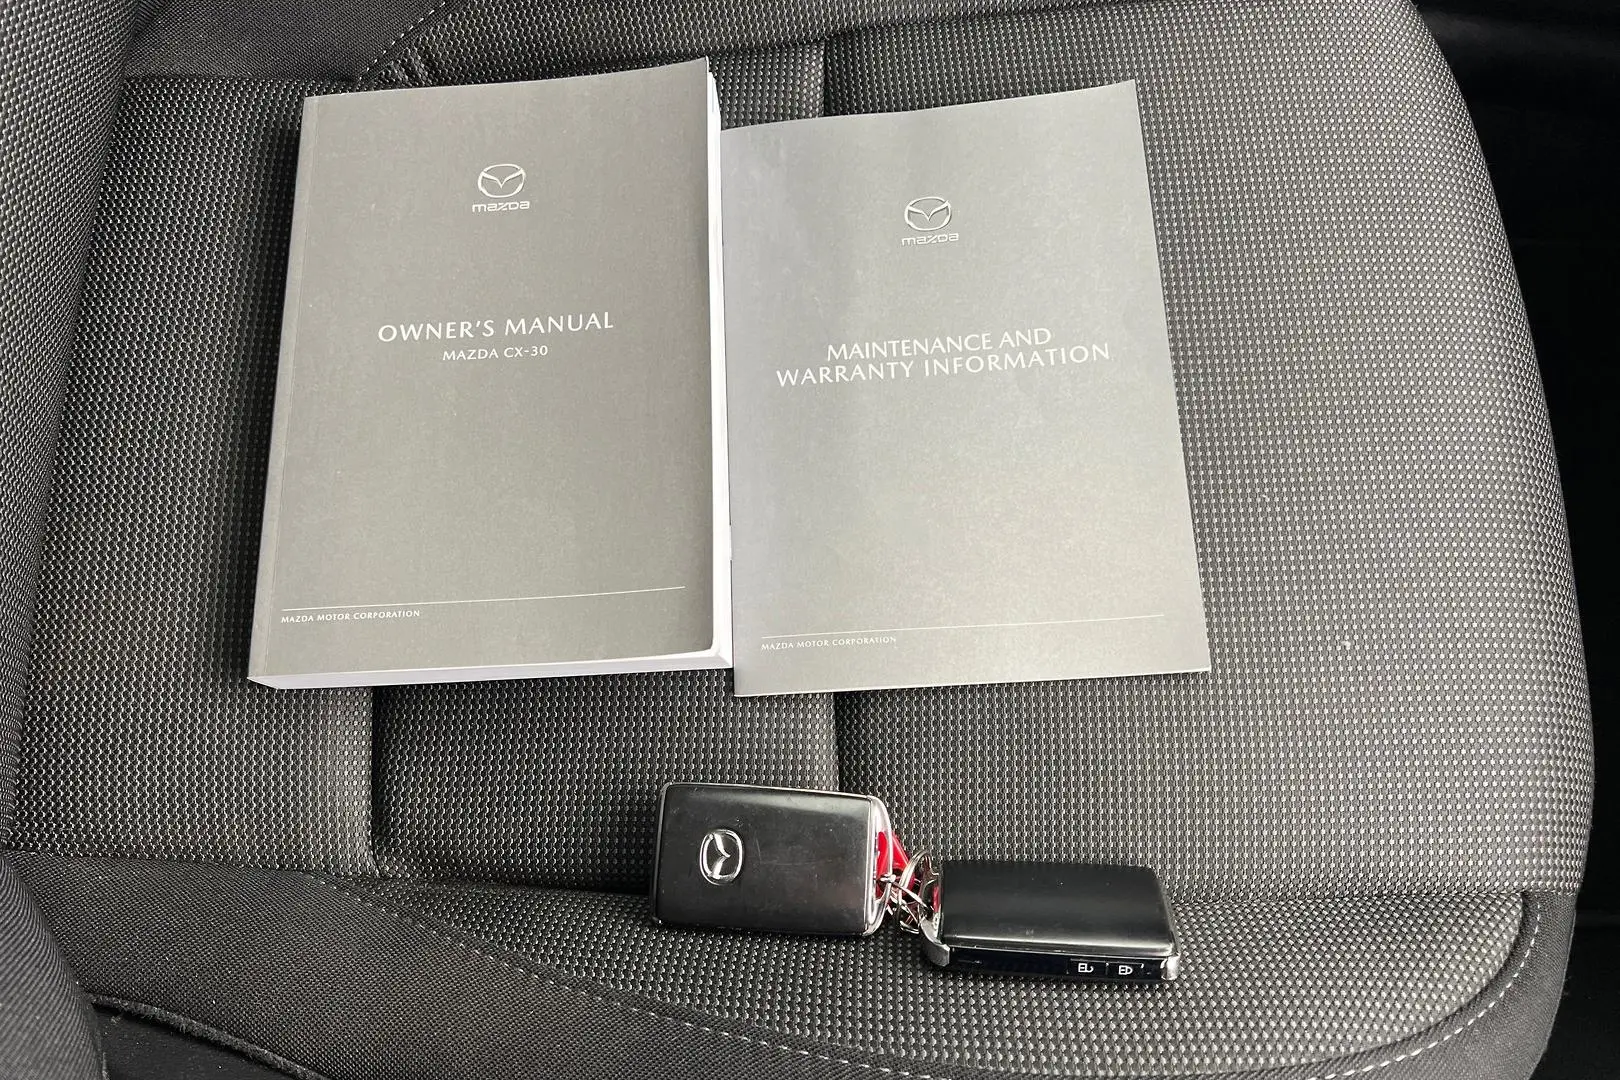 mazda
OWNER'S MANUAL
MAZDA CX-30
MAZDA MOTOR CORPORATION
mazda
MAINTENANCE AND
WARRANTY INFORMATION
MAZDA MOTOR CORPORATION